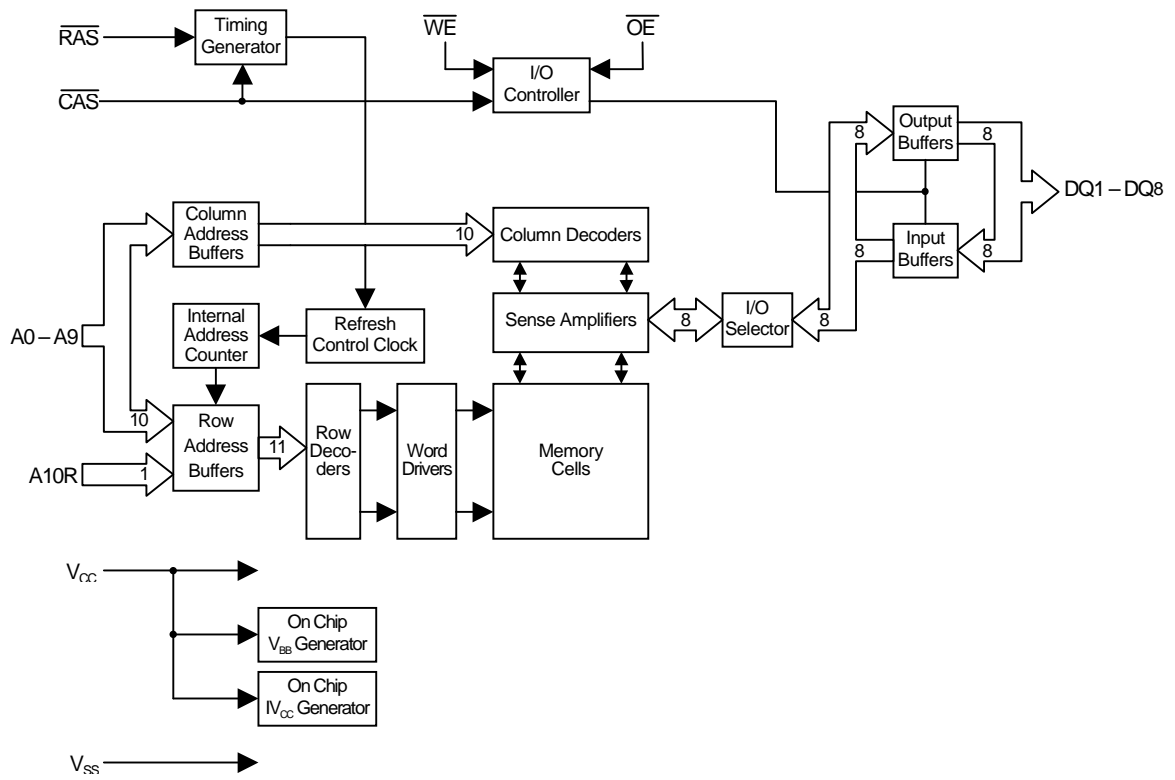 RAS
Timing
Generator
WE
OE
CAS
I/O
Controller
Output
Buffers
8
8
DQ1 – DQ8
Column
Address
Buffers
10
Column Decoders
Input
Buffers
8
8
A0 – A9
Internal
Address
Counter
Refresh
Control Clock
Sense Amplifiers
8
I/O
Selector
8
10
Row
Address
Buffers
11
Row
Deco-
ders
Word
Drivers
Memory
Cells
A10R
1
VCC
On Chip
VBB Generator
On Chip
IVCC Generator
VSS